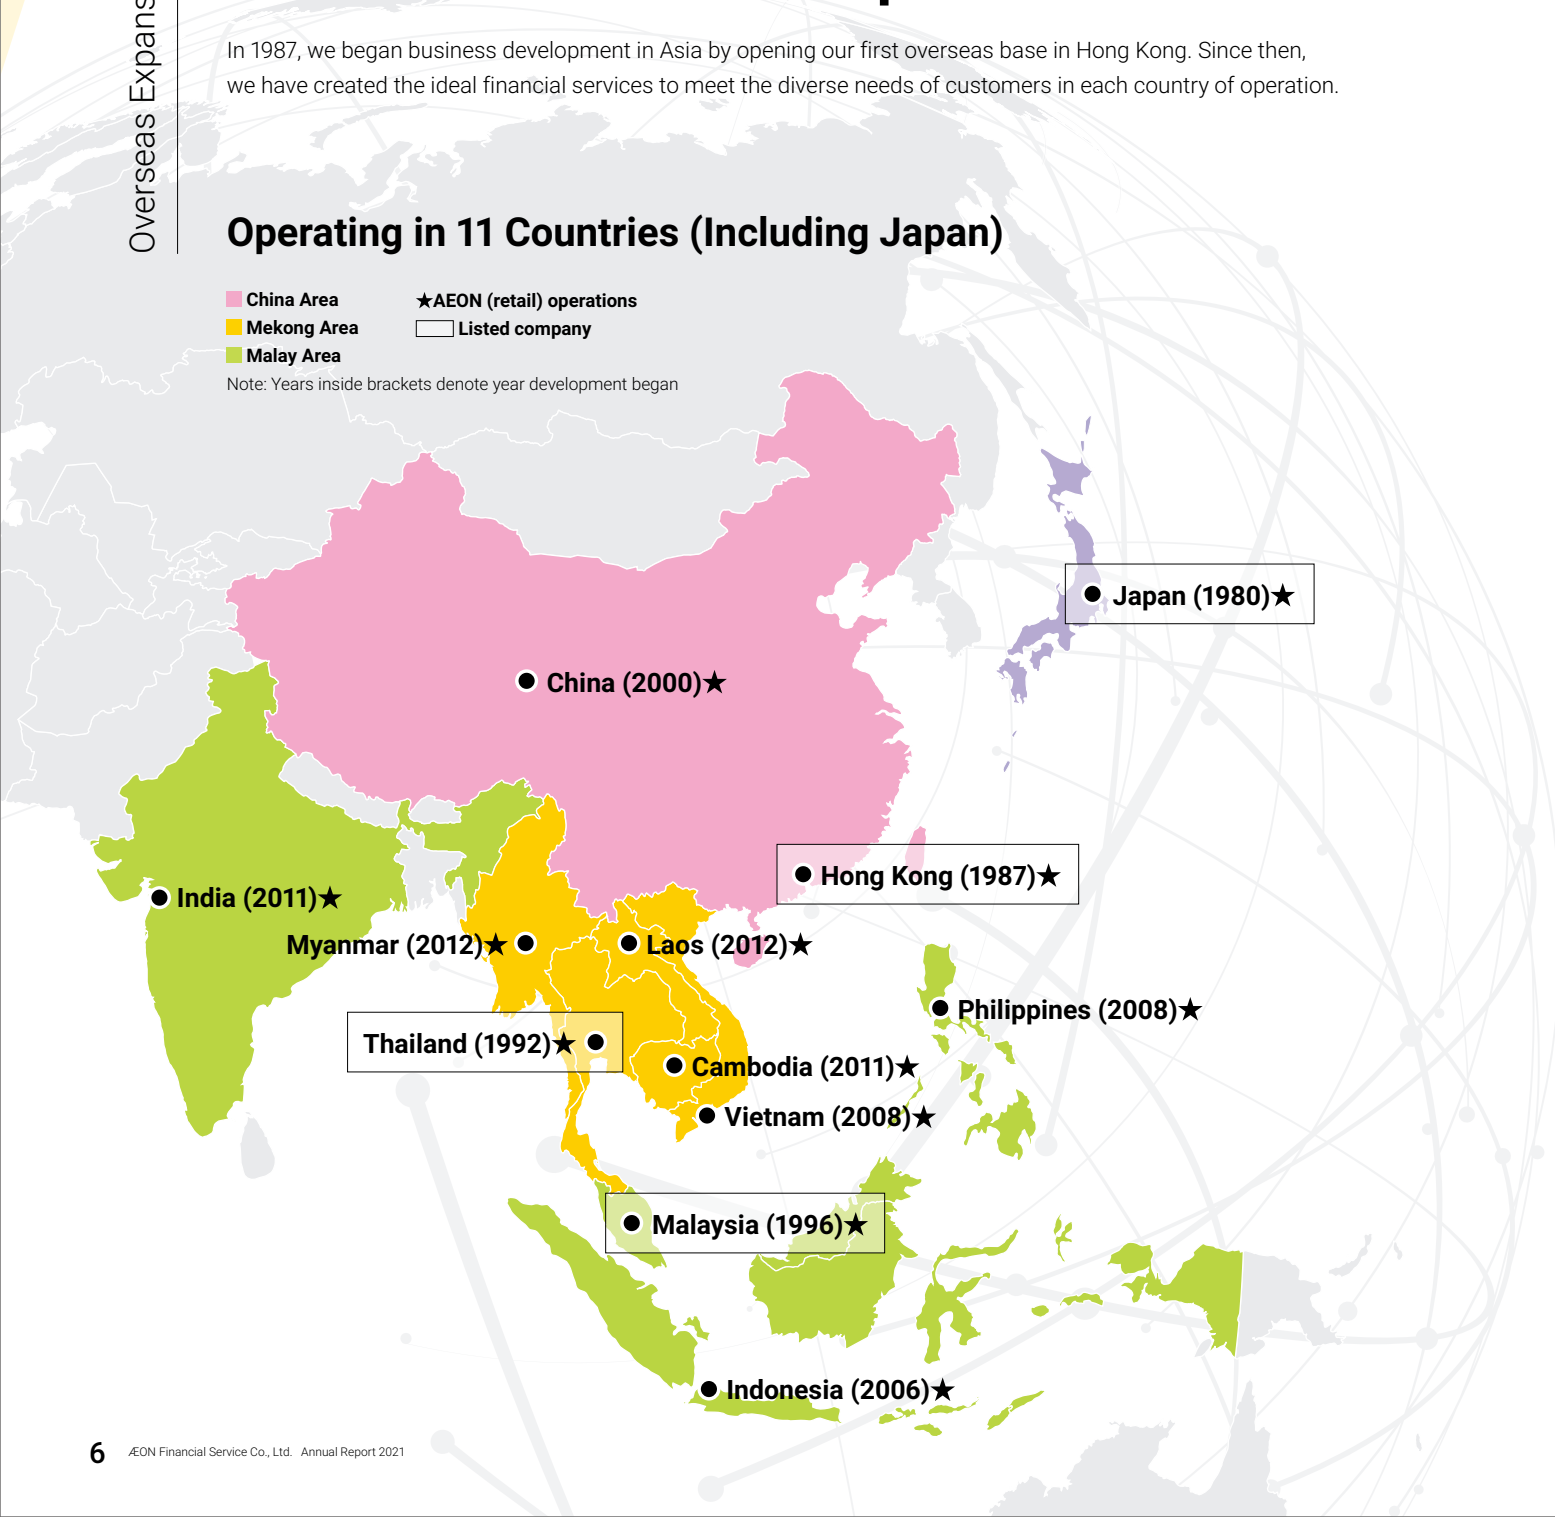 Overseas Expans
In 1987, we began business development in Asia by opening our first overseas base in Hong Kong. Since then,
we have created the ideal financial services to meet the diverse needs of customers in each country of operation.
Operating in 11 Countries (Including Japan)
China Area
Mekong Area
Malay Area
★AEON (retail) operations
Listed company
Note: Years inside brackets denote year development began
Japan (1980)★
China (2000)★
Hong Kong (1987)★
India (2011)★
Myanmar (2012)★
Laos (2012)★
Philippines (2008)★
Thailand (1992)★
Cambodia (2011)★
Vietnam (2008)★
Malaysia (1996)★
Indonesia (2006)★
6 ÆON Financial Service Co., Ltd. Annual Report 2021